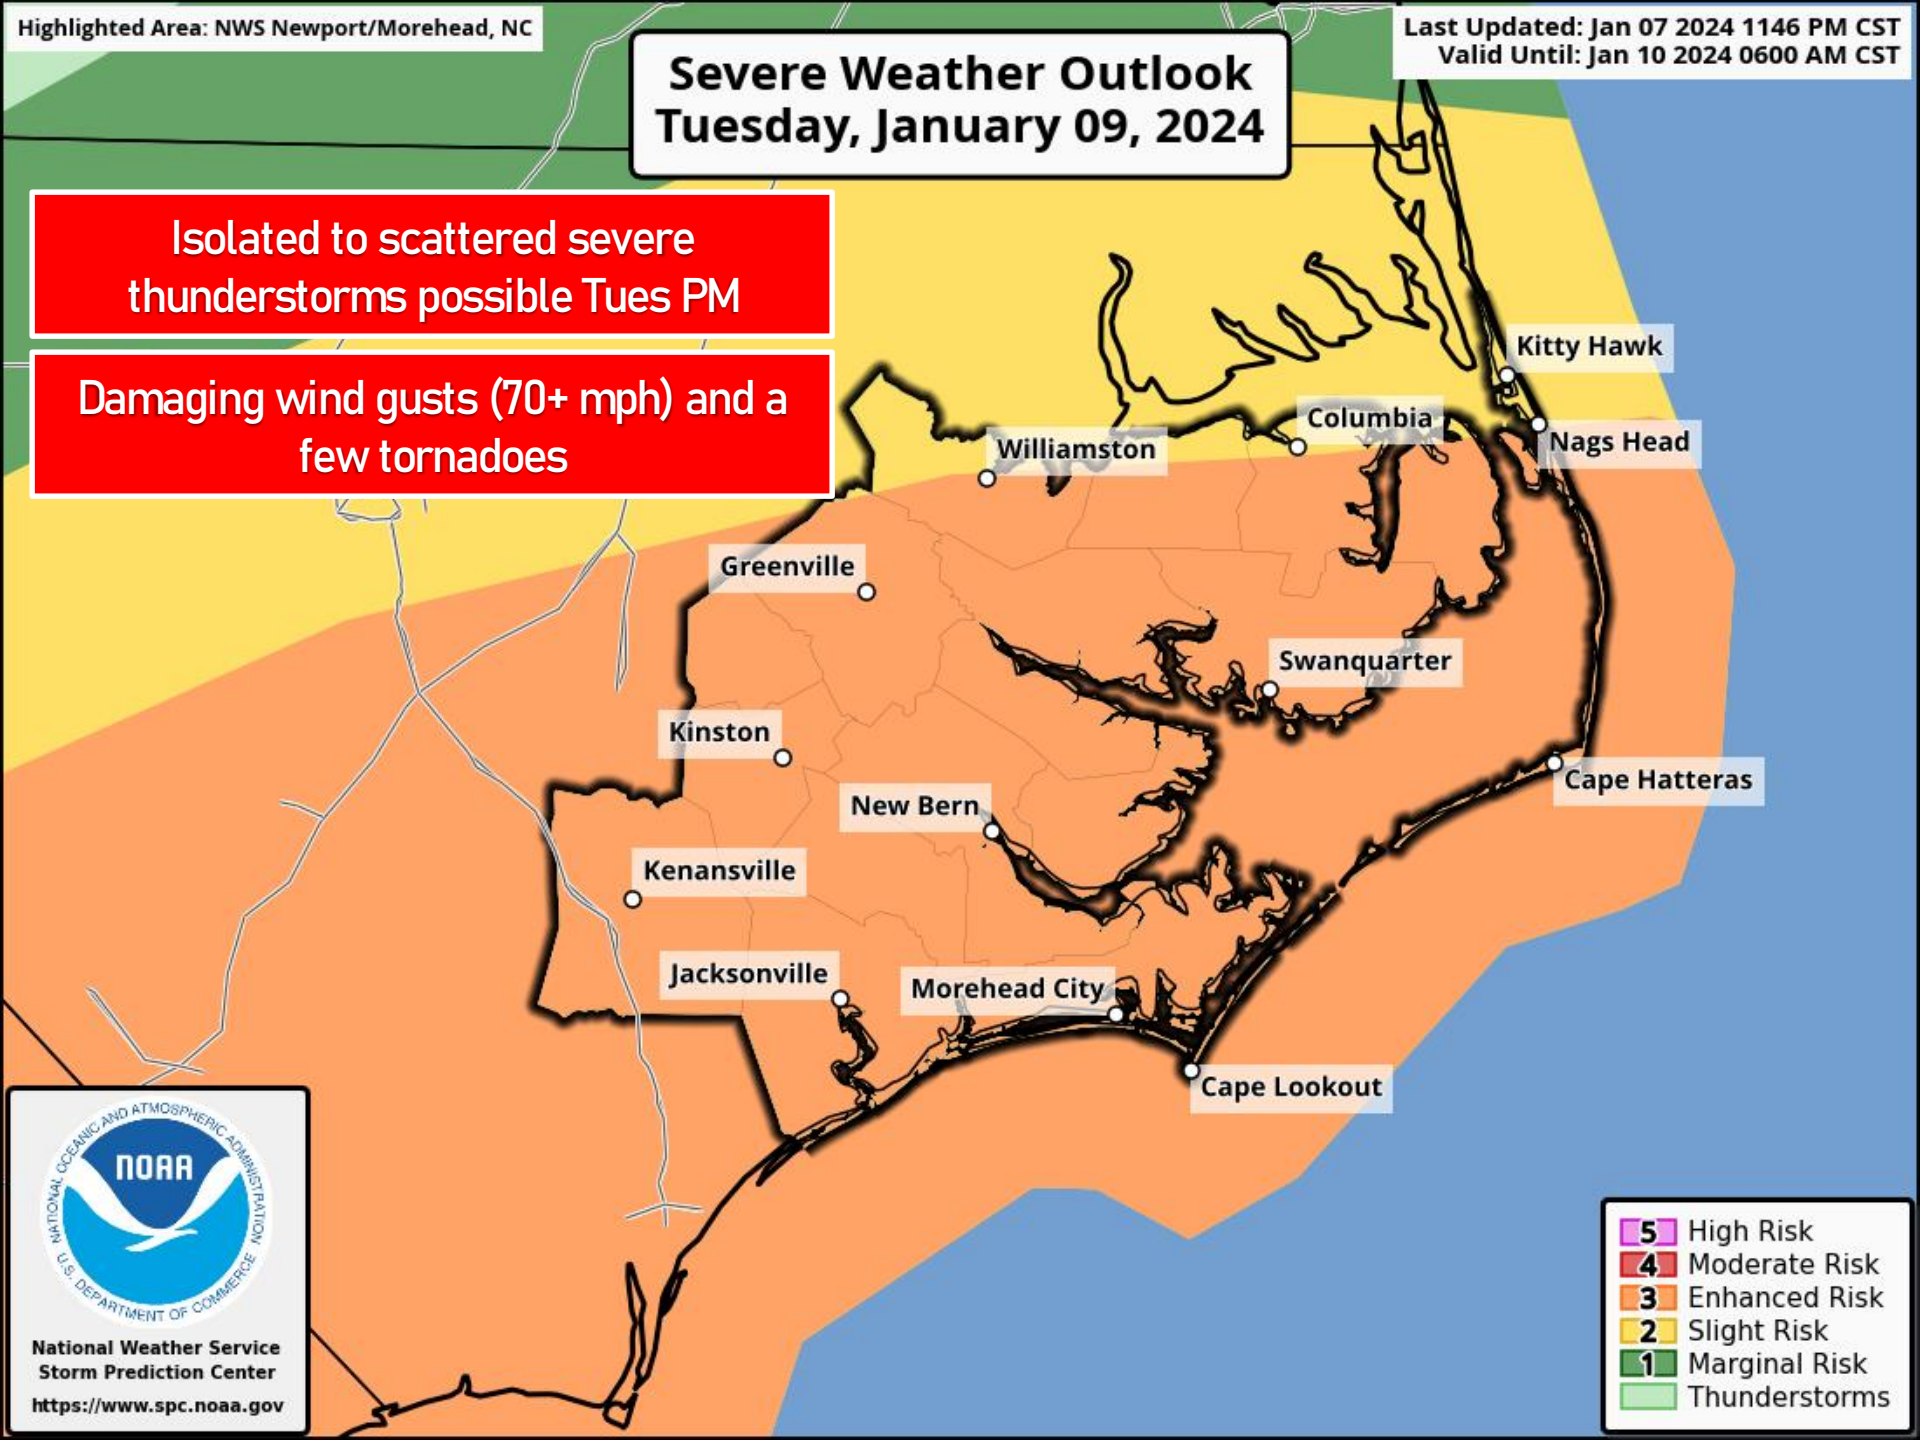 Highlighted Area: NWS Newport/Morehead, NC
Severe Weather Outlook
Tuesday, January 09, 2024
Last Updated: Jan 07 2024 1146 PM CST
Valid Until: Jan 10 2024 0600 AM CST
Isolated to scattered severe
thunderstorms possible Tues PM
Damaging wind gusts (70+ mph) and a
few tornadoes
Kitty Hawk
Columbia
Nags Head
Williamston
Greenville
Swanquarter
Kinston
Cape Hatteras
New Bern
Kenansville
Jacksonville
Morehead City
Cape Lookout
NATIONAL OCEANIC AND ATMOSPHERIC ADMINISTRATION
NOAA
U.S. DEPARTMENT OF COMMERCE
National Weather Service
Storm Prediction Center
https://www.spc.noaa.gov
5 High Risk
4 Moderate Risk
3 Enhanced Risk
2 Slight Risk
1 Marginal Risk
Thunderstorms